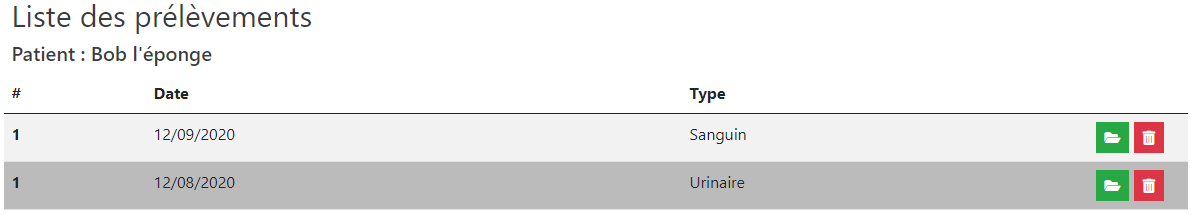 Liste des prélèvements
Patient : Bob l'éponge
# Date Type
1 12/09/2020 Sanguin
1 12/08/2020 Urinaire